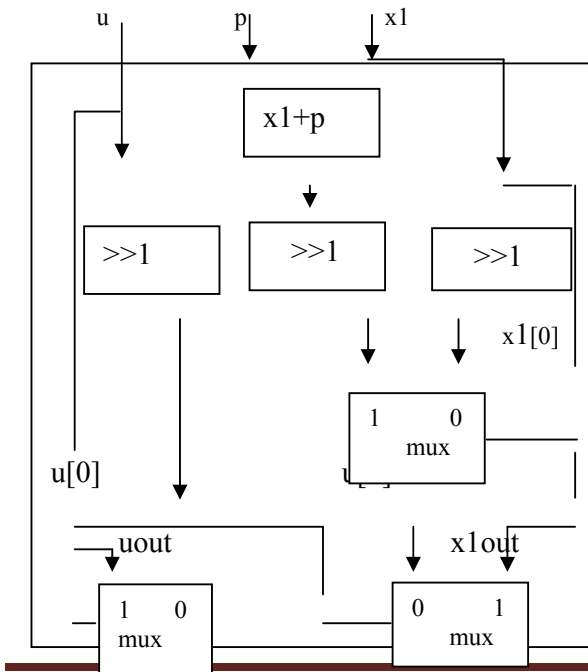 u p x1
x1+p
>>1 >>1 >>1
x1[0]
1 0
mux
u[0]
uout x1out
1 0
mux
0 1
mux